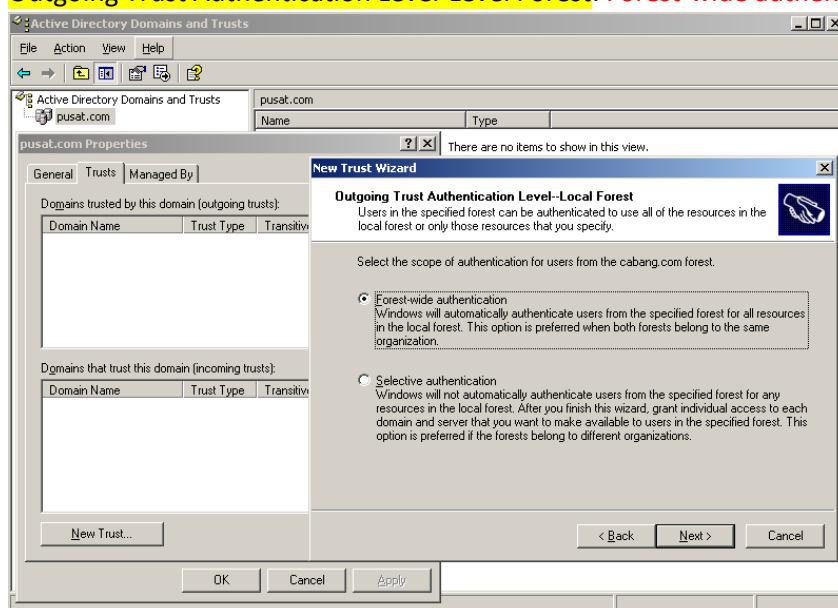 Outgoing Trust Authentication Level-Level Forest. Forest-wide authen
Active Directory Domains and Trusts
File Action View Help
Active Directory Domains and Trusts
pusat.com
pusat.com
Name Type
There are no items to show in this view.
pusat.com Properties
General Trusts Managed By
Domains trusted by this domain (outgoing trusts):
Domain Name Trust Type
Domains that trust this domain (incoming trusts):
Domain Name Trust Type
New Trust...
OK Cancel Apply
New Trust Wizard
Outgoing Trust Authentication Level--Local Forest
Users in the specified forest can be authenticated to use all of the resources in the
local forest or only those resources that you specify.
Select the scope of authentication for users from the cabang.com forest.
Forest-wide authentication
Windows will automatically authenticate users from the specified forest for all resources
in the local forest. This option is preferred when both forests belong to the same
organization.
Selective authentication
Windows will not automatically authenticate users from the specified forest for any
resources in the local forest. After you finish this wizard, grant individual access to each
domain and server that you want to make available to users in the specified forest. This
option is preferred if the forests belong to different organizations.
< Back Next > Cancel